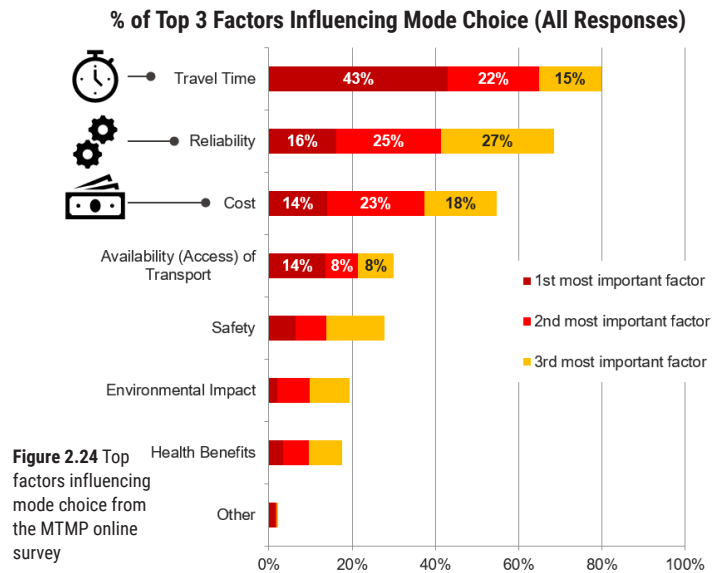 % of Top 3 Factors Influencing Mode Choice (All Responses)
Travel Time
43%
22%
15%
Reliability
16%
25%
27%
Cost
14%
23%
18%
Availability (Access) of
Transport
14%
8%
8%
Safety
Environmental Impact
Health Benefits
Other
1st most important factor
2nd most important factor
3rd most important factor
0%
20%
40%
60%
80%
100%
Figure 2.24 Top
factors influencing
mode choice from
the MTMP online
survey